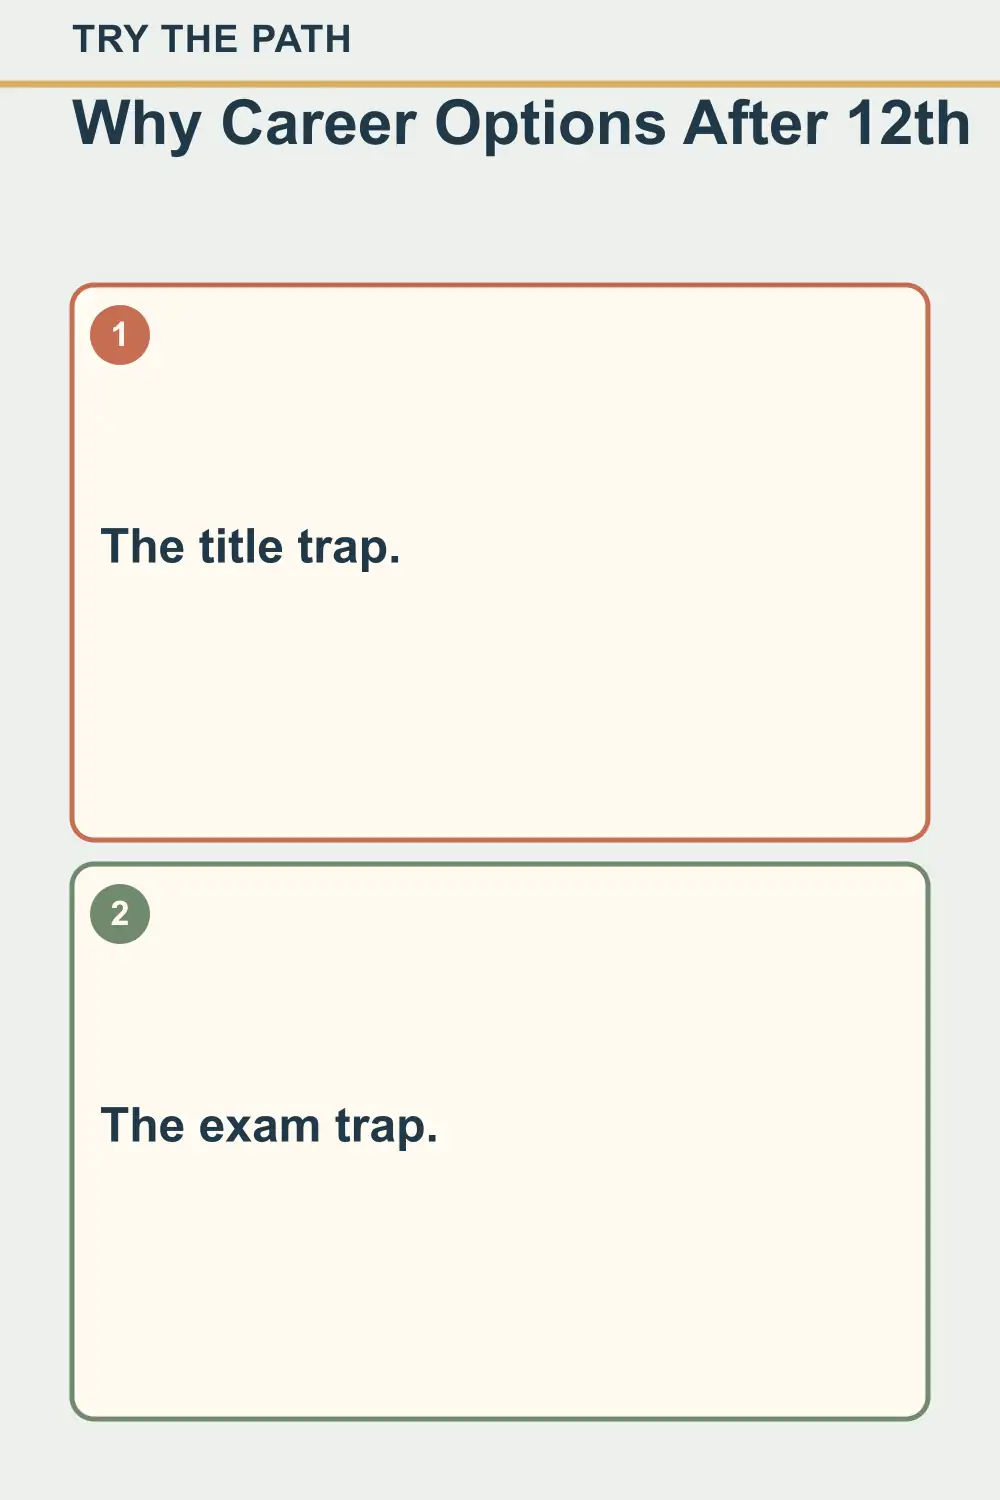 TRY THE PATH
Why Career Options After 12th
1
The title trap.
2
The exam trap.